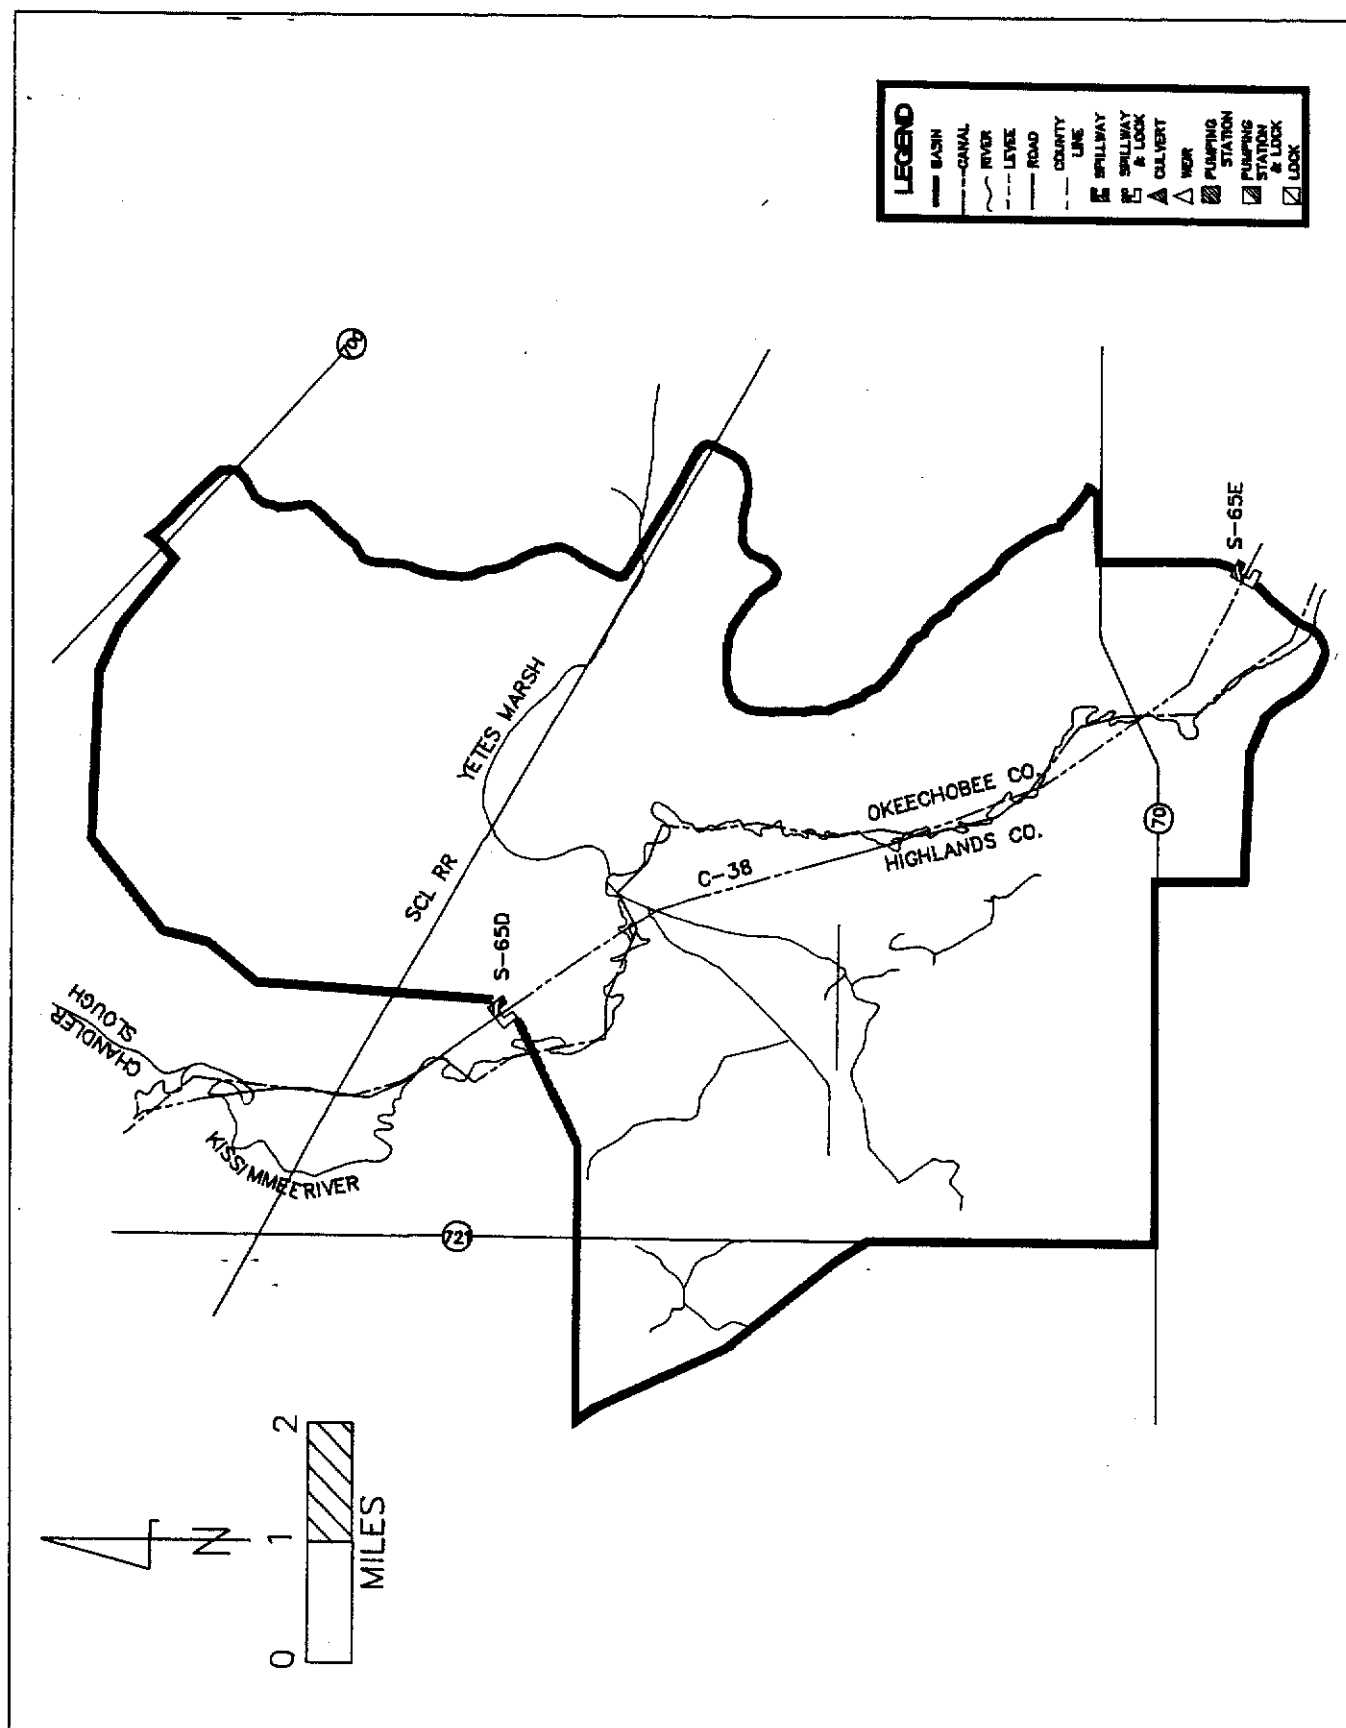 CHANDLER
SLOUGH
KISSIMMEE RIVER
700
SCL RR
YETES MARSH
S-65D
721
C-38
OKEECHOBEE CO.
HIGHLANDS CO.
70
S-65E
N
0 1 2
MILES
LEGEND
BASIN
CANAL
RIVER
LEVEE
ROAD
COUNTY
LINE
SPILLWAY
SPILLWAY
& LOCK
CULVERT
WEIR
PUMPING
STATION
PUMPING
STATION
& LOCK
LOCK